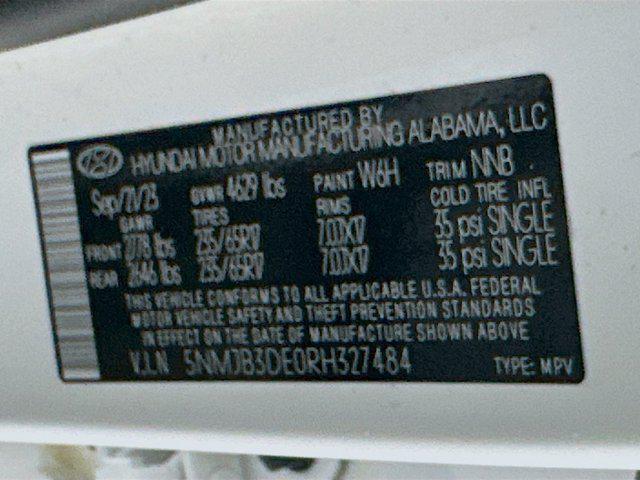 MANUFACTURED BY
HYUNDAI MOTOR MANUFACTURING ALABAMA, LLC
Sep/21/23 GVWR 4629 lbs PAINT W6H TRIM NNB
GAWR TIRES RIMS COLD TIRE INFL
FRONT lbs 235/65R17 7.0JX17 35 psi SINGLE
REAR 2646 lbs 235/65R17 7.0JX17 35 psi SINGLE
THIS VEHICLE CONFORMS TO ALL APPLICABLE U.S.A. FEDERAL
MOTOR VEHICLE SAFETY AND THEFT PREVENTION STANDARDS
IN EFFECT ON THE DATE OF MANUFACTURE SHOWN ABOVE
V.I.N 5NMJB3DE0RH327484 TYPE: MPV